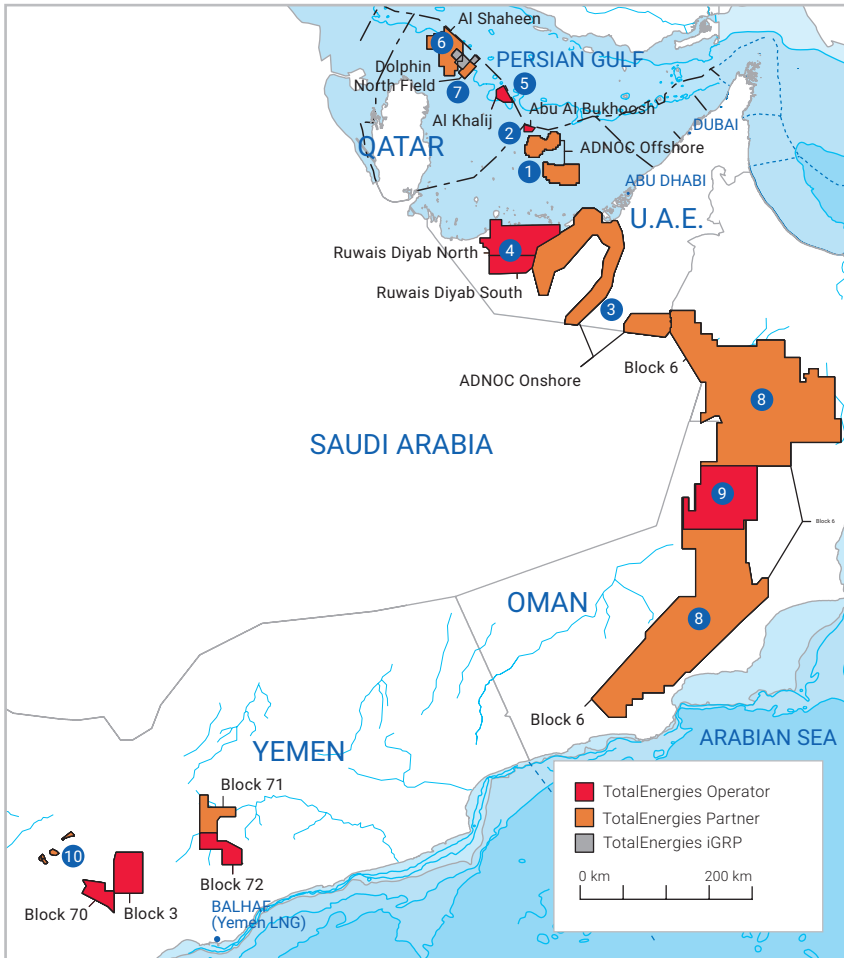 Al Shaheen
6
PERSIAN GULF
Dolphin
North Field
5
7
Abu Al Bukhoosh
Al Khalij
2
DUBAI
QATAR
ADNOC Offshore
1
ABU DHABI
U.A.E.
4
Ruwais Diyab North
Ruwais Diyab South
3
Block 6
ADNOC Onshore
8
SAUDI ARABIA
9
Block 6
OMAN
8
Block 6
ARABIAN SEA
YEMEN
Block 71
10
Block 72
Block 70
Block 3
BALHAF
(Yemen LNG)
TotalEnergies Operator
TotalEnergies Partner
TotalEnergies iGRP
0 km
200 km